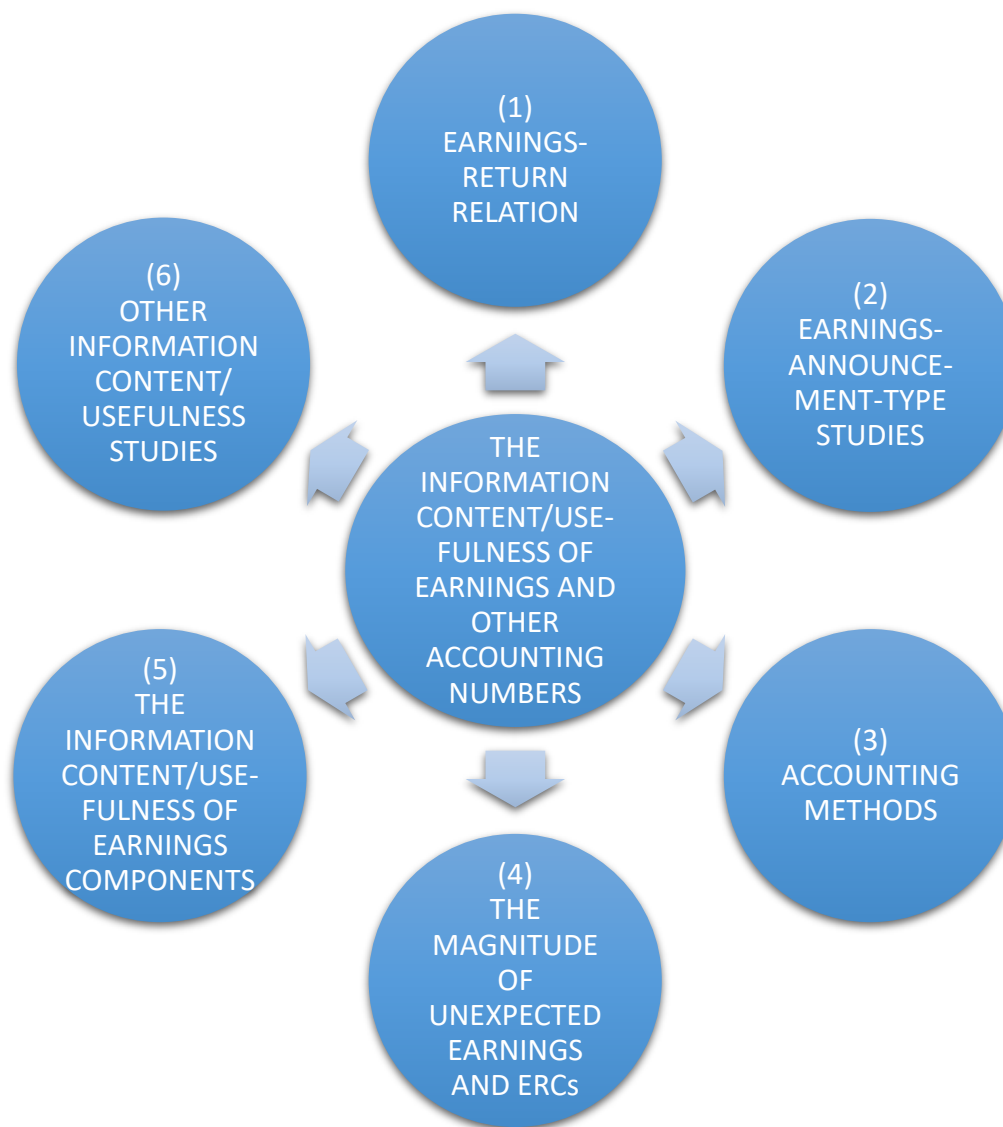 (1)
EARNINGS-
RETURN
RELATION
(2)
EARNINGS-
ANNOUNCE-
MENT-TYPE
STUDIES
(3)
ACCOUNTING
METHODS
(4)
THE
MAGNITUDE
OF
UNEXPECTED
EARNINGS
AND ERCs
(5)
THE
INFORMATION
CONTENT/USE-
FULNESS OF
EARNINGS
COMPONENTS
(6)
OTHER
INFORMATION
CONTENT/
USEFULNESS
STUDIES
THE
INFORMATION
CONTENT/USE-
FULNESS OF
EARNINGS AND
OTHER
ACCOUNTING
NUMBERS